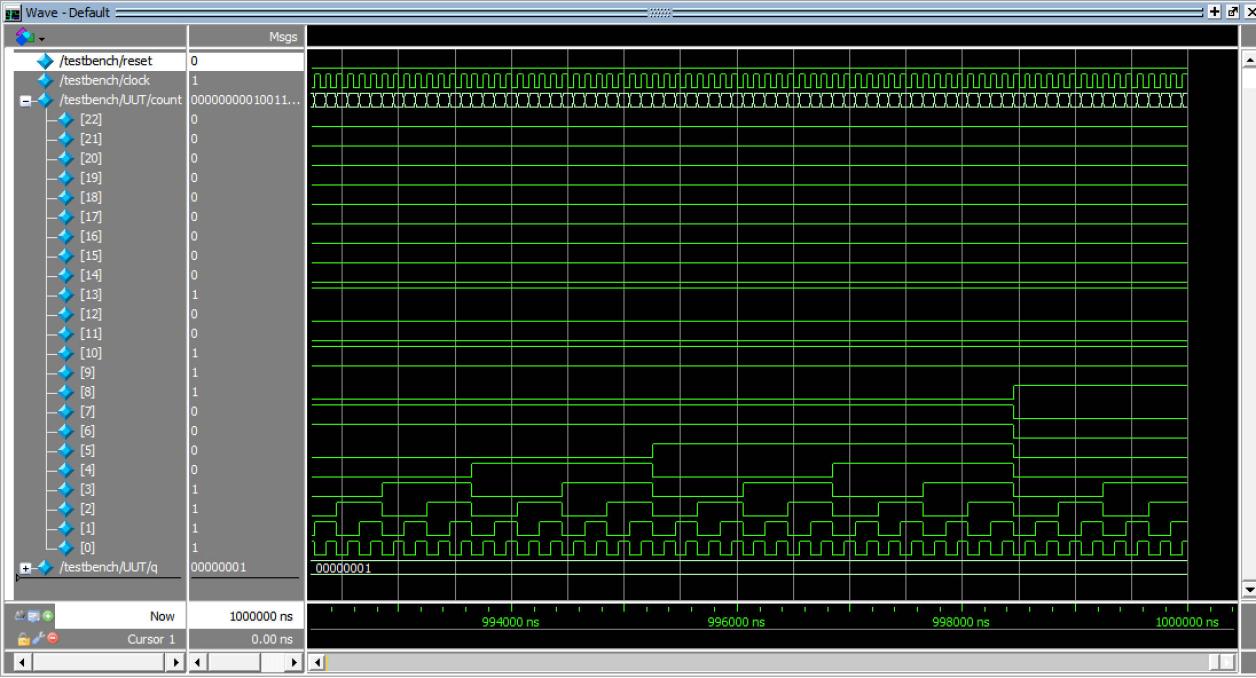 Wave - Default
Msgs
/testbench/reset 0
/testbench/clock 1
/testbench/UUT/count 00000000010011...
[22] 0
[21] 0
[20] 0
[19] 0
[18] 0
[17] 0
[16] 0
[15] 0
[14] 0
[13] 1
[12] 0
[11] 0
[10] 1
[9] 1
[8] 1
[7] 0
[6] 0
[5] 0
[4] 0
[3] 1
[2] 1
[1] 1
[0] 1
/testbench/UUT/q 00000001 00000001
Now 1000000 ns
994000 ns 996000 ns 998000 ns 1000000 ns
Cursor 1 0.00 ns